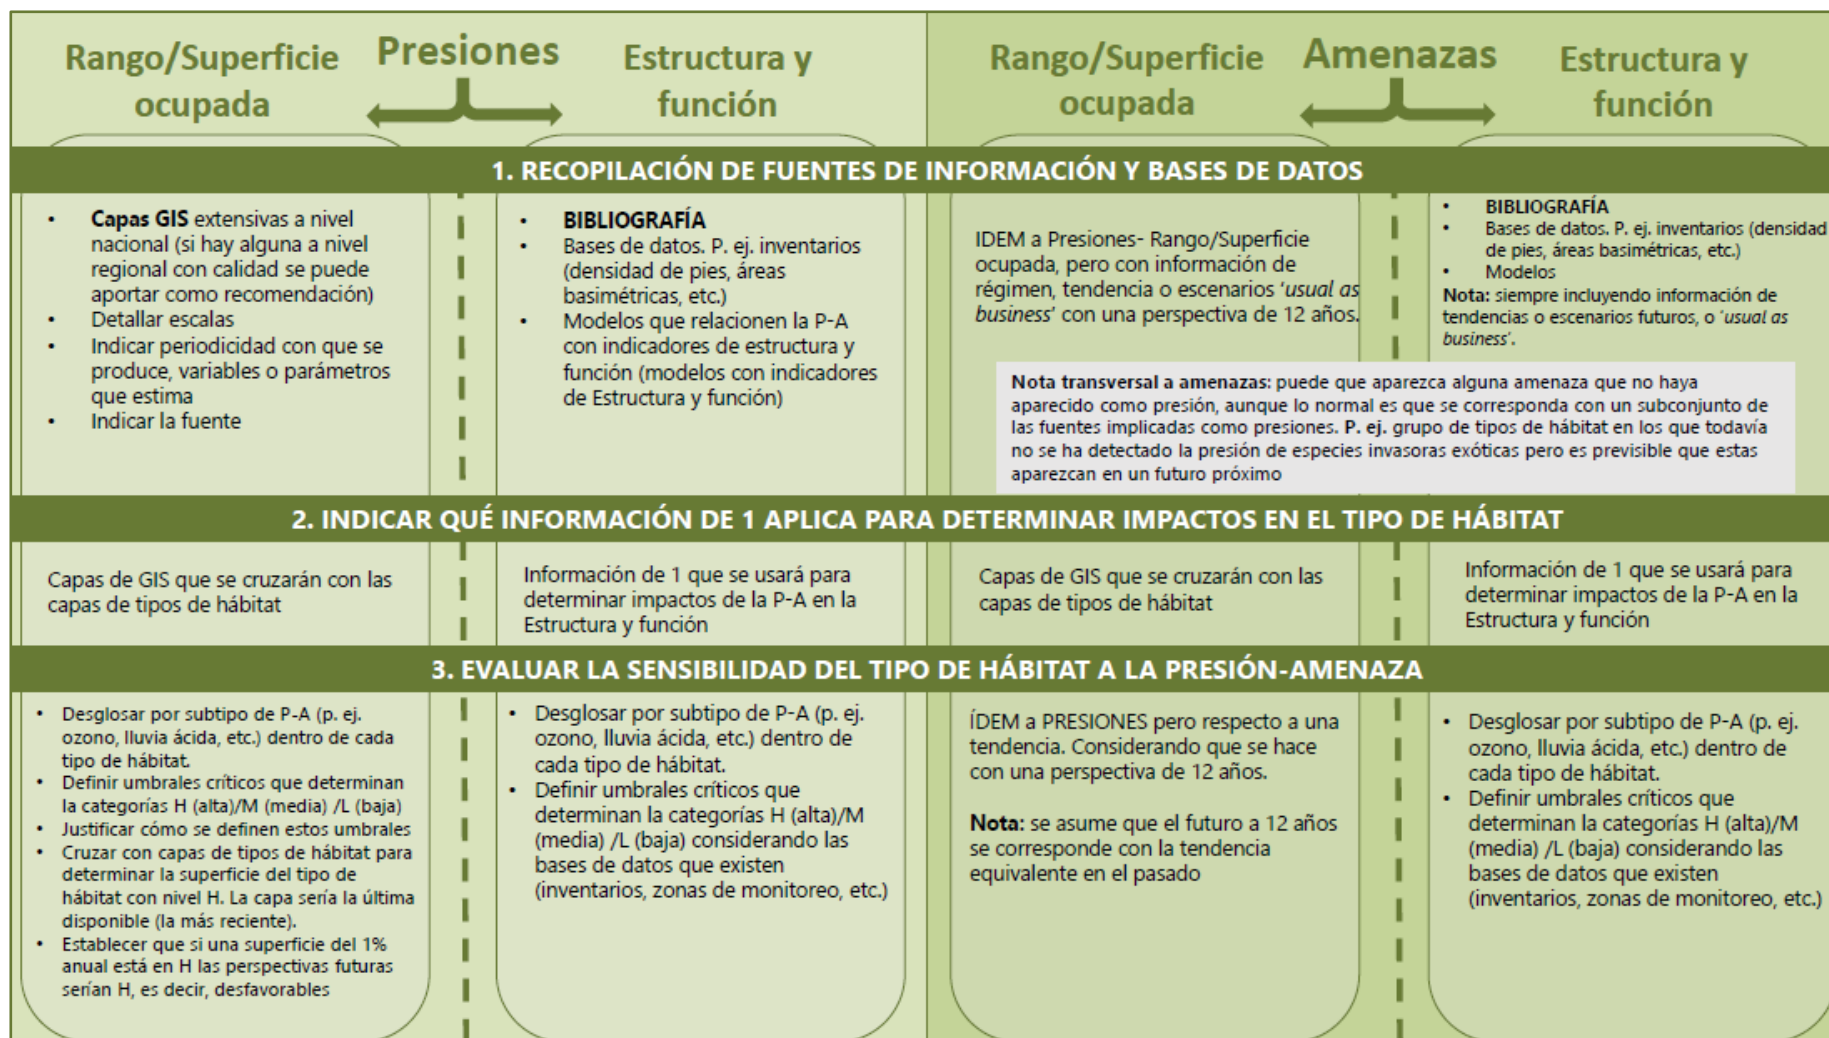 Rango/Superficie
ocupada
Presiones
Estructura y
función
Rango/Superficie
ocupada
Amenazas
Estructura y
función
1. RECOPILACIÓN DE FUENTES DE INFORMACIÓN Y BASES DE DATOS
• Capas GIS extensivas a nivel
nacional (si hay alguna a nivel
regional con calidad se puede
aportar como recomendación)
• Detallar escalas
• Indicar periodicidad con que se
produce, variables o parámetros
que estima
• Indicar la fuente
• BIBLIOGRAFÍA
• Bases de datos. P. ej. inventarios
(densidad de pies, áreas
basimétricas, etc.)
• Modelos que relacionen la P-A
con indicadores de estructura y
función (modelos con indicadores
de Estructura y función)
IDEM a Presiones- Rango/Superficie
ocupada, pero con información de
régimen, tendencia o escenarios ‘usual as
business’ con una perspectiva de 12 años.
• BIBLIOGRAFÍA
• Bases de datos. P. ej. inventarios (densidad
de pies, áreas basimétricas, etc.)
• Modelos
Nota: siempre incluyendo información de
tendencias o escenarios futuros, o ‘usual as
business’.
Nota transversal a amenazas: puede que aparezca alguna amenaza que no haya
aparecido como presión, aunque lo normal es que se corresponda con un subconjunto de
las fuentes implicadas como presiones. P. ej. grupo de tipos de hábitat en los que todavía
no se ha detectado la presión de especies invasoras exóticas pero es previsible que estas
aparezcan en un futuro próximo
2. INDICAR QUÉ INFORMACIÓN DE 1 APLICA PARA DETERMINAR IMPACTOS EN EL TIPO DE HÁBITAT
Capas de GIS que se cruzarán con las
capas de tipos de hábitat
Información de 1 que se usará para
determinar impactos de la P-A en la
Estructura y función
Capas de GIS que se cruzarán con las
capas de tipos de hábitat
Información de 1 que se usará para
determinar impactos de la P-A en la
Estructura y función
3. EVALUAR LA SENSIBILIDAD DEL TIPO DE HÁBITAT A LA PRESIÓN-AMENAZA
• Desglosar por subtipo de P-A (p. ej.
ozono, lluvia ácida, etc.) dentro de cada
tipo de hábitat.
• Definir umbrales críticos que determinan
la categorías H (alta)/M (media) /L (baja)
• Justificar cómo se definen estos umbrales
• Cruzar con capas de tipos de hábitat para
determinar la superficie del tipo de
hábitat con nivel H. La capa sería la última
disponible (la más reciente).
• Establecer que si una superficie del 1%
anual está en H las perspectivas futuras
serían H, es decir, desfavorables
• Desglosar por subtipo de P-A (p. ej.
ozono, lluvia ácida, etc.) dentro de
cada tipo de hábitat.
• Definir umbrales críticos que
determinan la categorías H (alta)/M
(media) /L (baja) considerando las
bases de datos que existen
(inventarios, zonas de monitoreo, etc.)
ÍDEM a PRESIONES pero respecto a una
tendencia. Considerando que se hace
con una perspectiva de 12 años.
Nota: se asume que el futuro a 12 años
se corresponde con la tendencia
equivalente en el pasado
• Desglosar por subtipo de P-A (p. ej.
ozono, lluvia ácida, etc.) dentro de
cada tipo de hábitat.
• Definir umbrales críticos que
determinan la categorías H (alta)/M
(media) /L (baja) considerando las
bases de datos que existen
(inventarios, zonas de monitoreo, etc.)